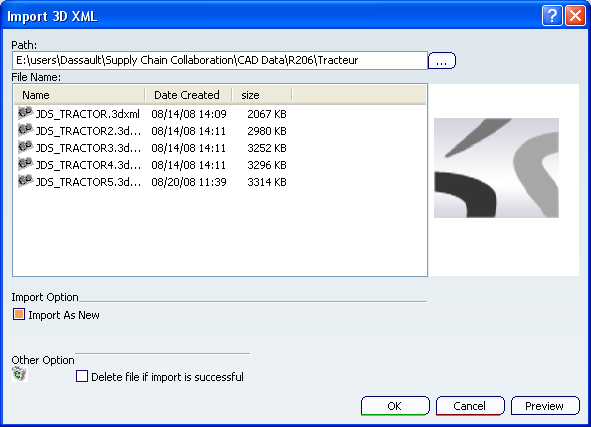 Import 3D XML
?
Path:
E:\users\Dassault\Supply Chain Collaboration\CAD Data\R206\Tracteur
...
File Name:
Name Date Created size
JDS_TRACTOR.3dxml 08/14/08 14:09 2067 KB
JDS_TRACTOR2.3d... 08/14/08 14:11 2980 KB
JDS_TRACTOR3.3d... 08/14/08 14:11 3252 KB
JDS_TRACTOR4.3d... 08/14/08 14:11 3296 KB
JDS_TRACTOR5.3d... 08/20/08 11:39 3314 KB
Import Option
Import As New
Other Option
Delete file if import is successful
OK Cancel Preview